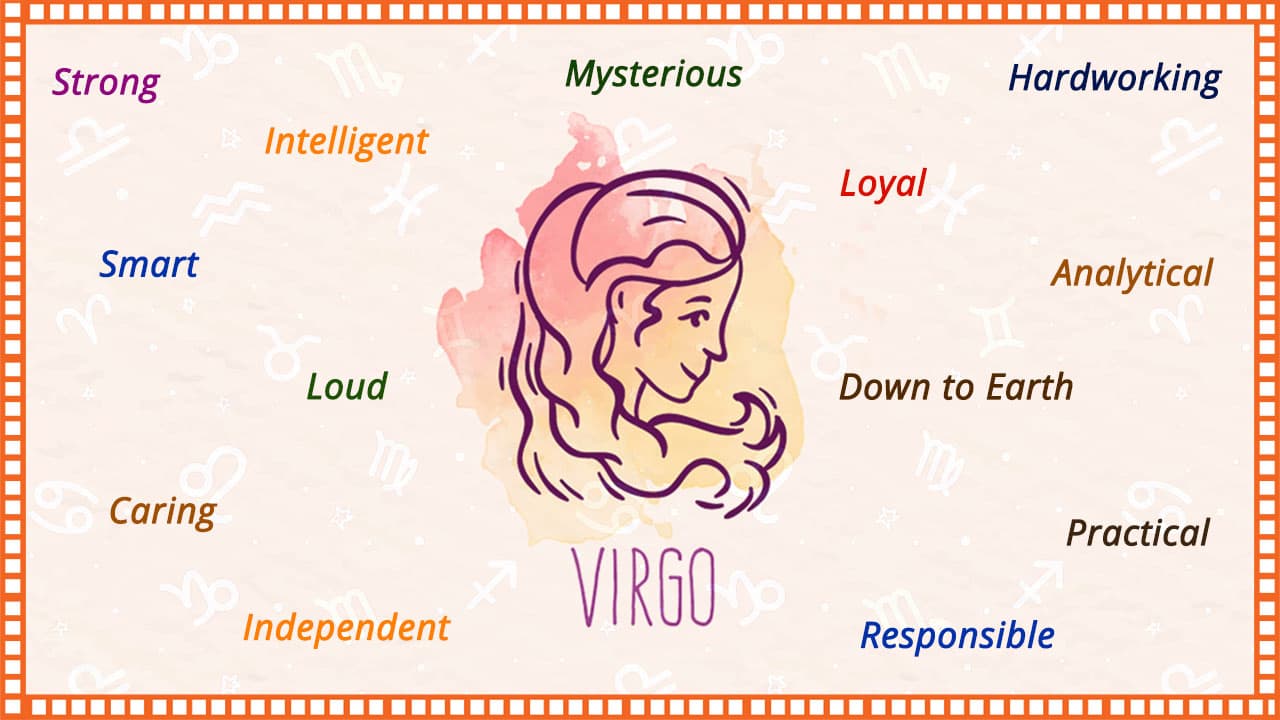 Strong
Mysterious
Hardworking
Intelligent
Loyal
Smart
Analytical
Loud
Down to Earth
Caring
Practical
VIRGO
Independent
Responsible